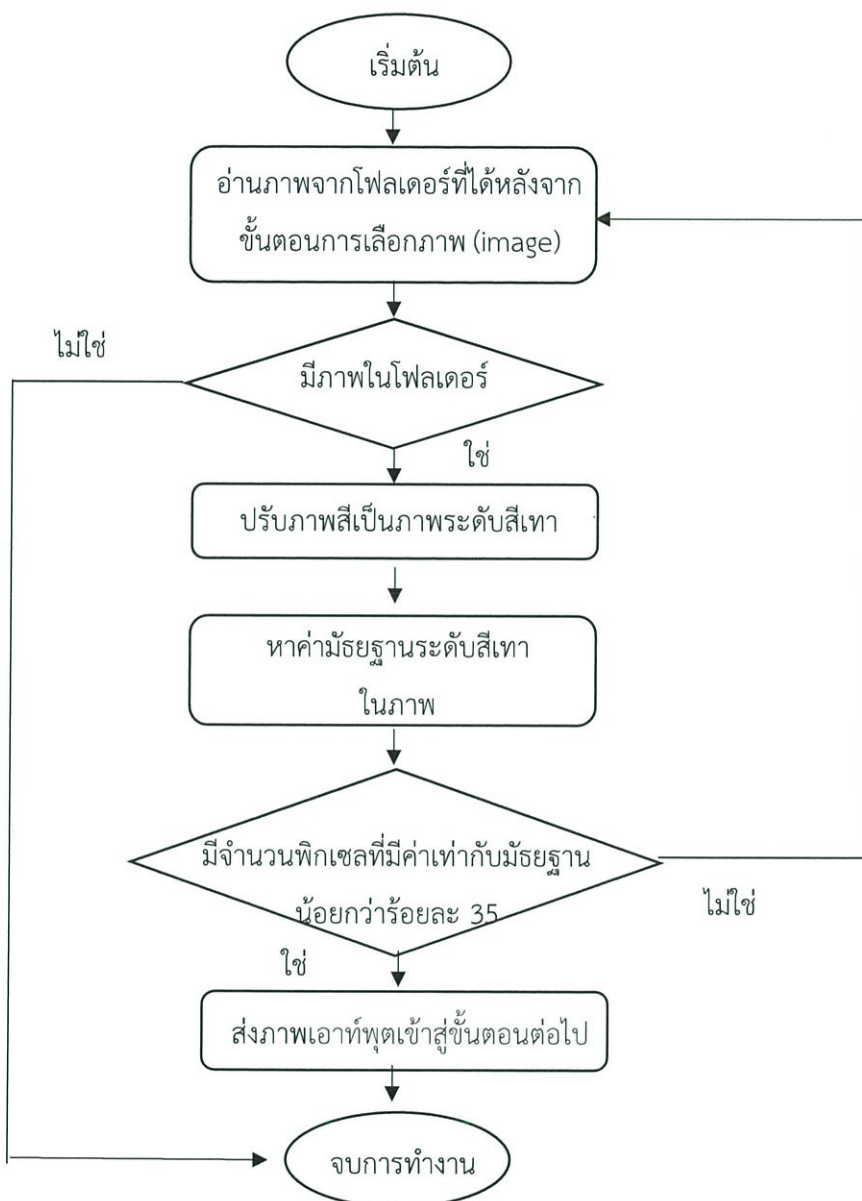 เริ่มต้น
อ่านภาพจากโฟลเดอร์ที่ได้หลังจาก
ขั้นตอนการเลือกภาพ (image)
ไม่ใช่
มีภาพในโฟลเดอร์
ใช่
ปรับภาพสีเป็นภาพระดับสีเทา
หาค่ามัธยฐานระดับสีเทา
ในภาพ
มีจำนวนพิกเซลที่มีค่าเท่ากับมัธยฐาน
น้อยกว่าร้อยละ 35
ไม่ใช่
ใช่
ส่งภาพเอาท์พุตเข้าสู่ขั้นตอนต่อไป
จบการทำงาน